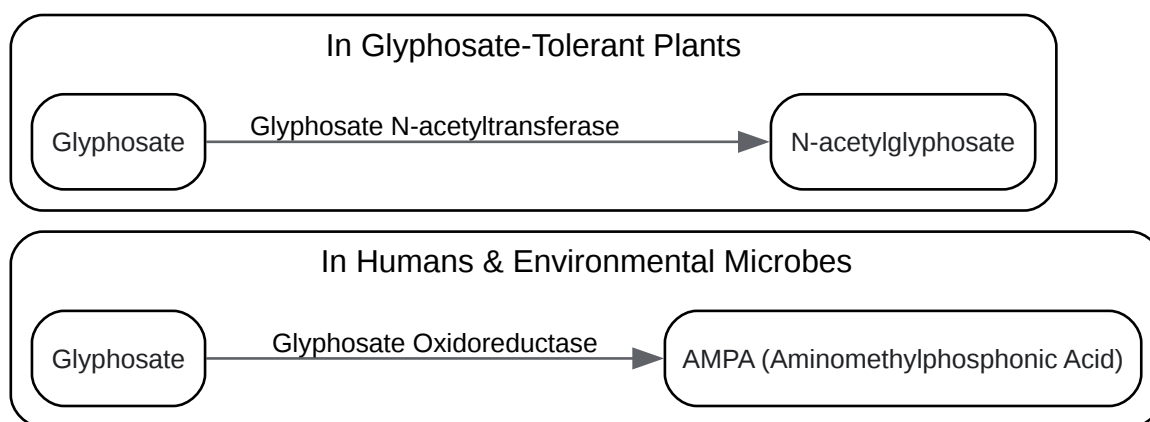 In Glyphosate-Tolerant Plants
Glyphosate
Glyphosate N-acetyltransferase
N-acetylglyphosate
In Humans & Environmental Microbes
Glyphosate
Glyphosate Oxidoreductase
AMPA (Aminomethylphosphonic Acid)